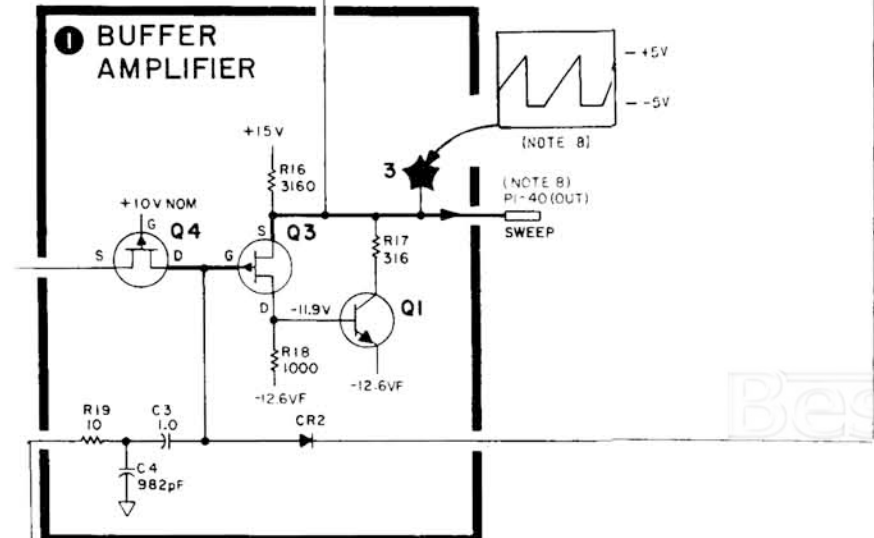 1 BUFFER
AMPLIFIER
+5V
-5V
(NOTE 8)
+15V
R16
3160
3
(NOTE 8)
P1-40(OUT)
SWEEP
+10V NOM
G
Q4
S
D
S
Q3
G
D
R17
316
-11.9V
Q1
R18
1000
-12.6VF
-12.6VF
R19
10
C3
1.0
CR2
C4
982pF
Bes